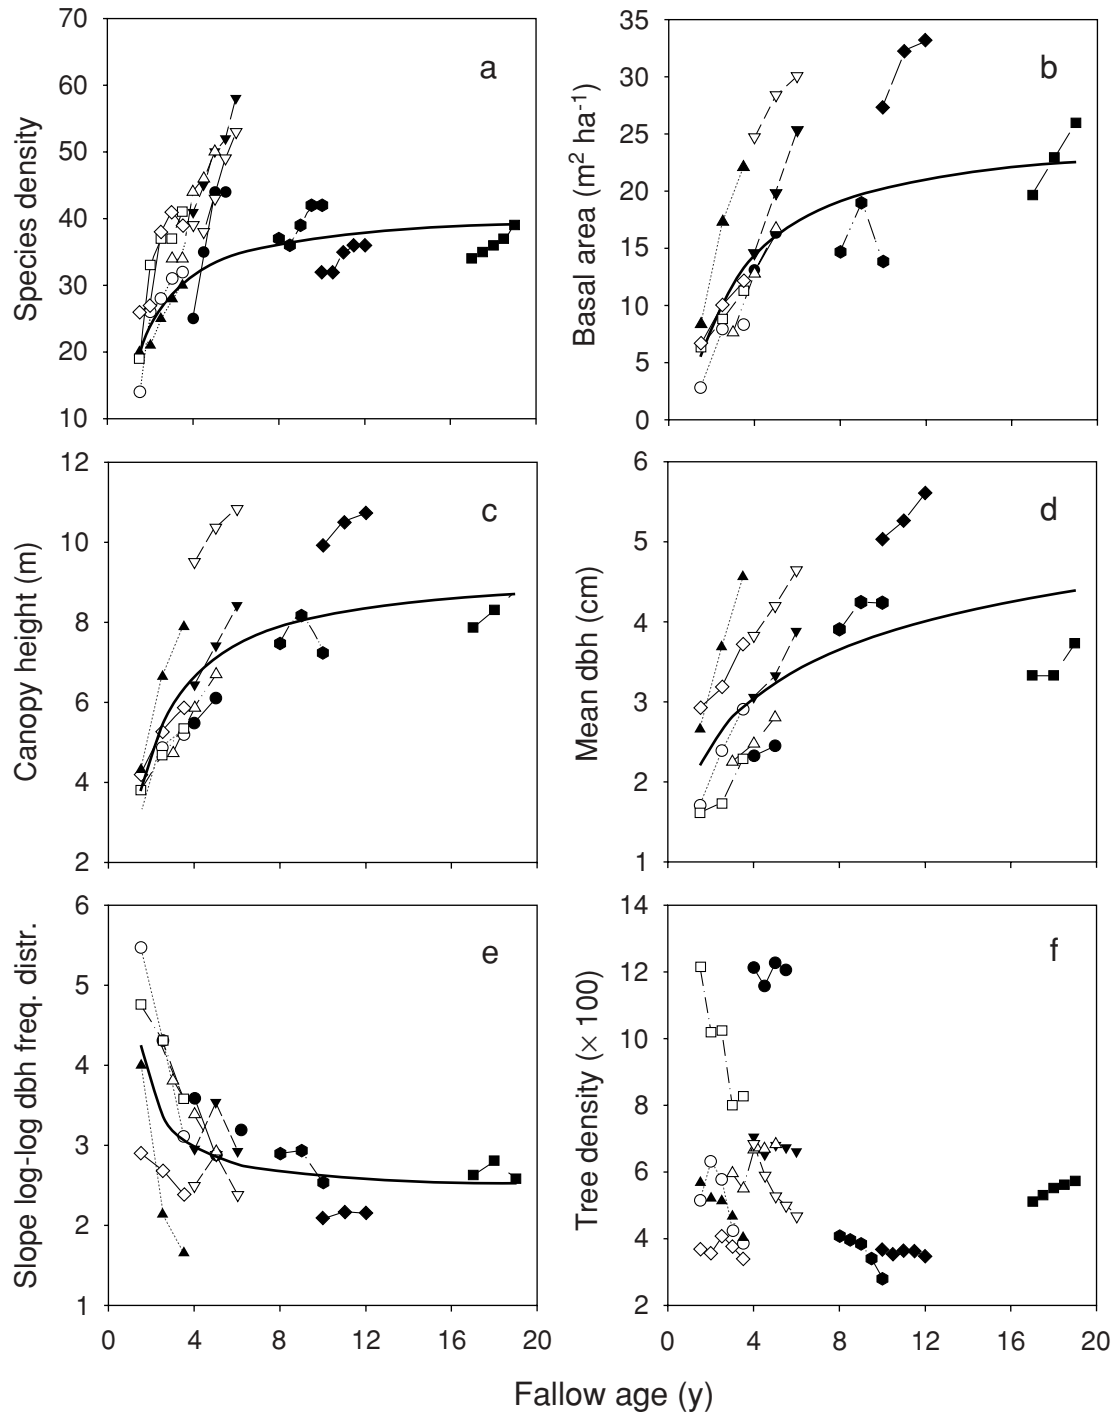 70
60
50
40
30
20
10
Species density
a
35
30
25
20
15
10
5
0
Basal area (m² ha⁻¹)
b
12
10
8
6
4
2
Canopy height (m)
c
6
5
4
3
2
1
Mean dbh (cm)
d
6
5
4
3
2
1
Slope log-log dbh freq. distr.
e
0 4 8 12 16 20
14
12
10
8
6
4
2
Tree density (× 100)
f
0 4 8 12 16 20
Fallow age (y)